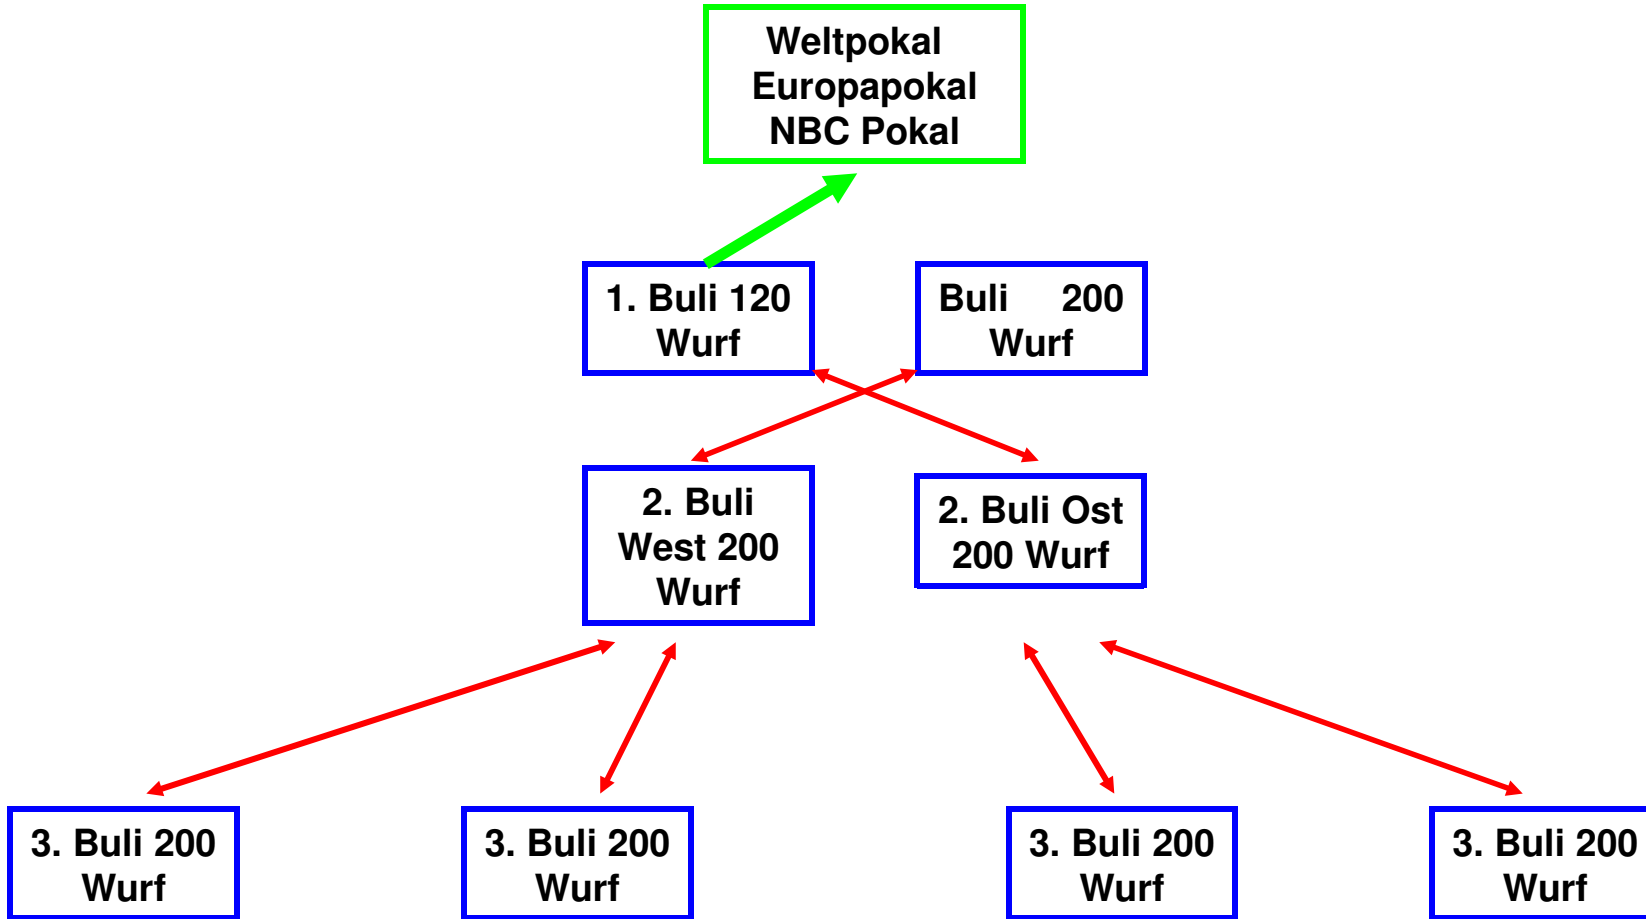 Weltpokal
Europapokal
NBC Pokal
1. Buli 120
Wurf
Buli 200
Wurf
2. Buli
West 200
Wurf
2. Buli Ost
200 Wurf
3. Buli 200
Wurf
3. Buli 200
Wurf
3. Buli 200
Wurf
3. Buli 200
Wurf